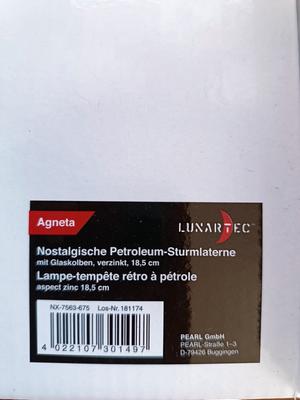 Agneta
LUNARTEC
Nostalgische Petroleum-Sturmlaterne
mit Glaskolben, verzinkt, 18,5 cm
Lampe-tempête rétro à pétrole
aspect zinc 18,5 cm
NX-7563-675 Los-Nr.181174
4 022107 301497
PEARL GmbH
PEARL-Straße 1–3
D-79426 Buggingen